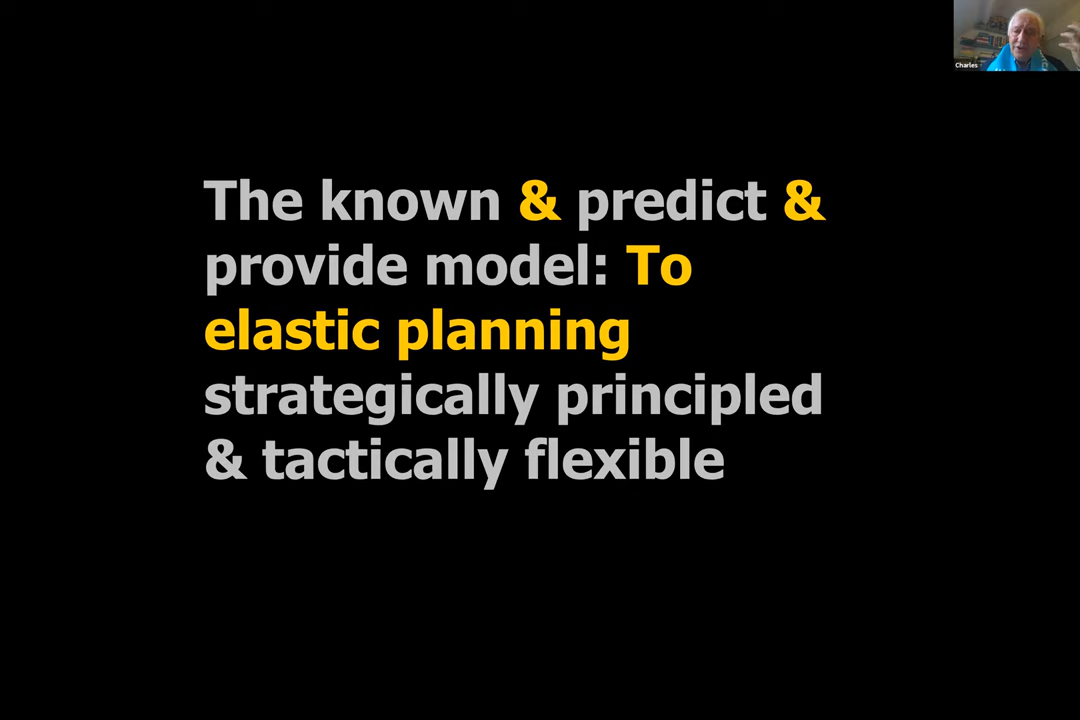 Charles
The known & predict &
provide model: To
elastic planning
strategically principled
& tactically flexible